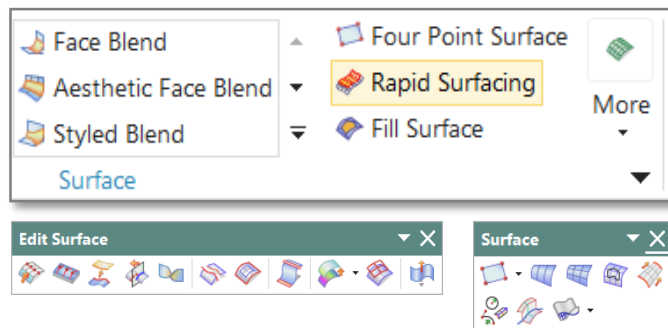 Face Blend
Aesthetic Face Blend
Styled Blend
Four Point Surface
Rapid Surfacing
Fill Surface
More
Surface
Edit Surface
Surface